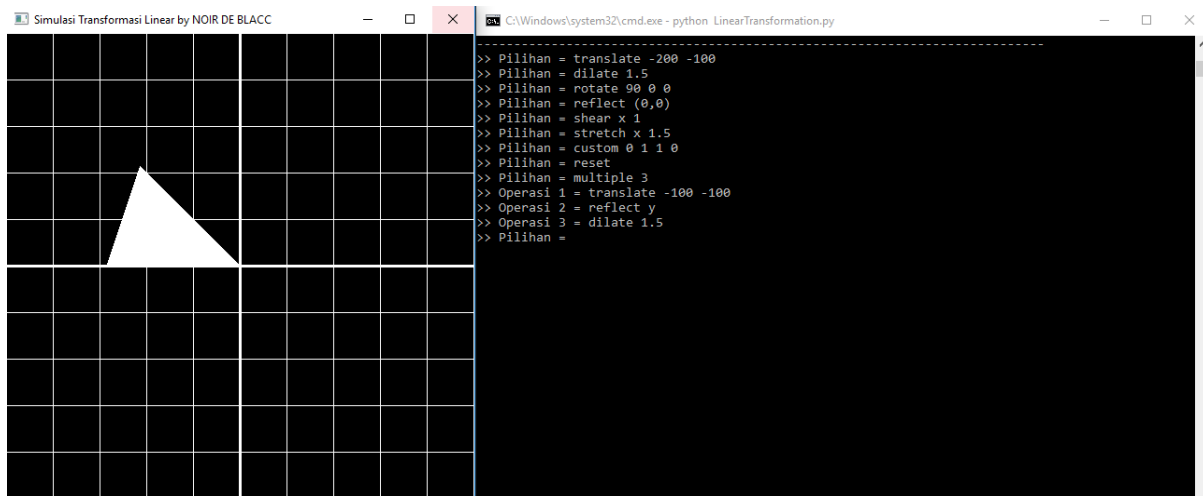 Simulasi Transformasi Linear by NOIR DE BLACC
C:\Windows\system32\cmd.exe - python LinearTransformation.py
--------------------------------------------------------------------------
>> Pilihan = translate -200 -100
>> Pilihan = dilate 1.5
>> Pilihan = rotate 90 0 0
>> Pilihan = reflect (0,0)
>> Pilihan = shear x 1
>> Pilihan = stretch x 1.5
>> Pilihan = custom 0 1 1 0
>> Pilihan = reset
>> Pilihan = multiple 3
>> Operasi 1 = translate -100 -100
>> Operasi 2 = reflect y
>> Operasi 3 = dilate 1.5
>> Pilihan =